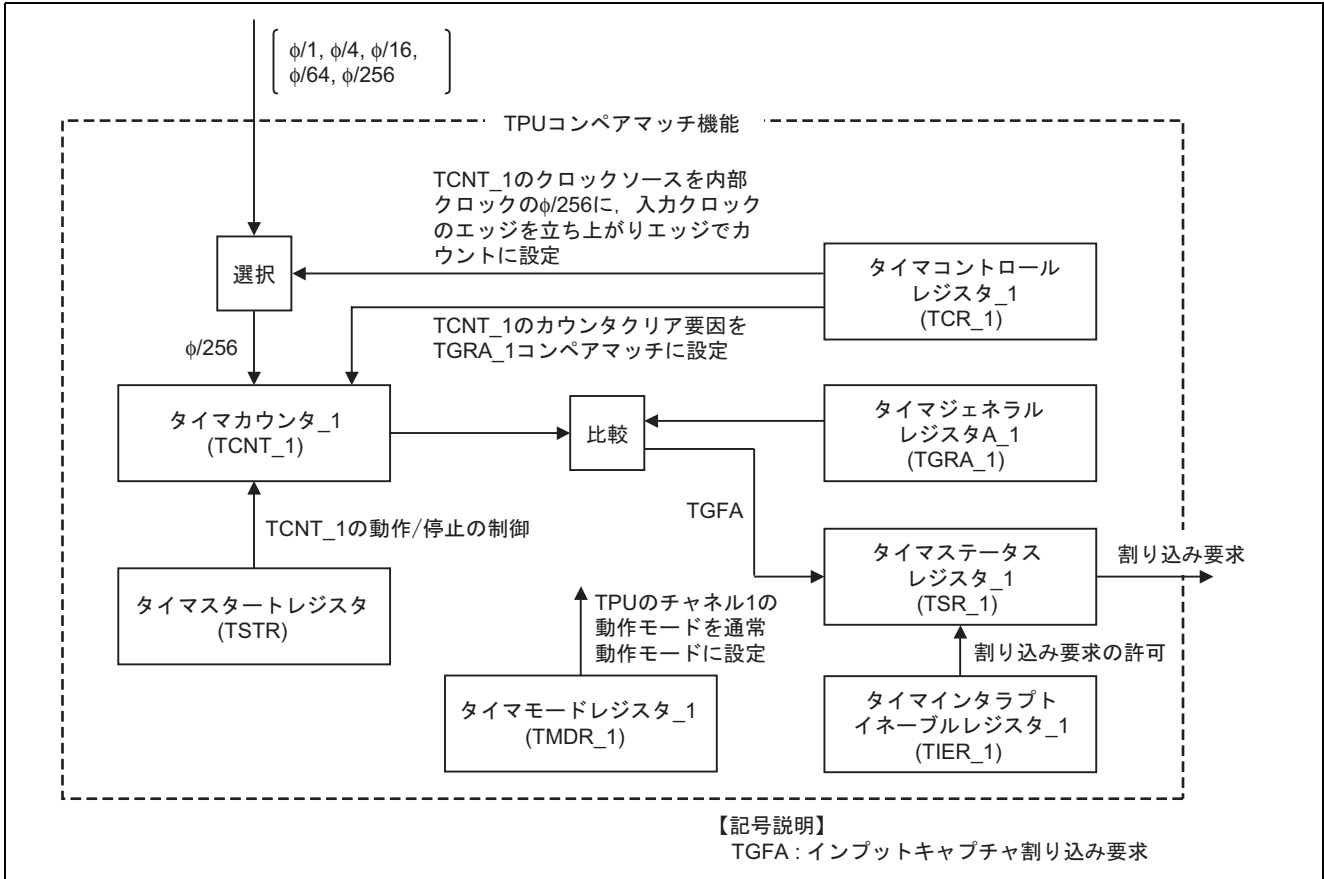 φ/1, φ/4, φ/16,
φ/64, φ/256
TPUコンペアマッチ機能
TCNT_1のクロックソースを内部
クロックのφ/256に，入力クロック
のエッジを立ち上がりエッジでカ
ウントに設定
選択
タイマコントロール
レジスタ_1
(TCR_1)
TCNT_1のカウンタクリア要因を
TGRA_1コンペアマッチに設定
φ/256
タイマカウンタ_1
(TCNT_1)
比較
タイマジェネラル
レジスタA_1
(TGRA_1)
TGFA
TCNT_1の動作/停止の制御
タイマステータス
レジスタ_1
(TSR_1)
割り込み要求
タイマスタートレジスタ
(TSTR)
TPUのチャネル1の
動作モードを通常
動作モードに設定
割り込み要求の許可
タイマモードレジスタ_1
(TMDR_1)
タイマインタラプト
イネーブルレジスタ_1
(TIER_1)
【記号説明】
TGFA : インプットキャプチャ割り込み要求